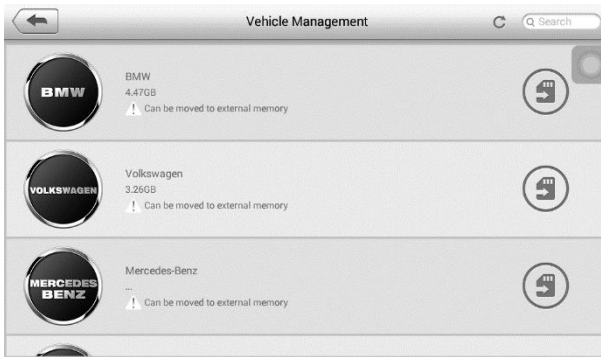 Vehicle Management
Search
BMW
BMW
4.47GB
Can be moved to external memory
VOLKSWAGEN
Volkswagen
3.26GB
Can be moved to external memory
MERCEDES
BENZ
Mercedes-Benz
...
Can be moved to external memory